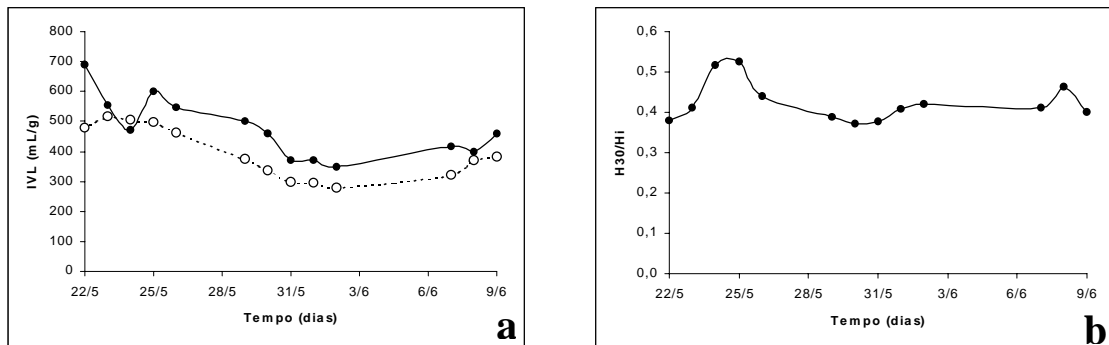 800
700
600
500
400
300
200
100
0
IVL (mL/g)
22/5 25/5 28/5 31/5 3/6 6/6 9/6
Tempo (dias)
a
0,6
0,5
0,4
0,3
0,2
0,1
0,0
H30/Hi
22/5 25/5 28/5 31/5 3/6 6/6 9/6
Tempo (dias)
b